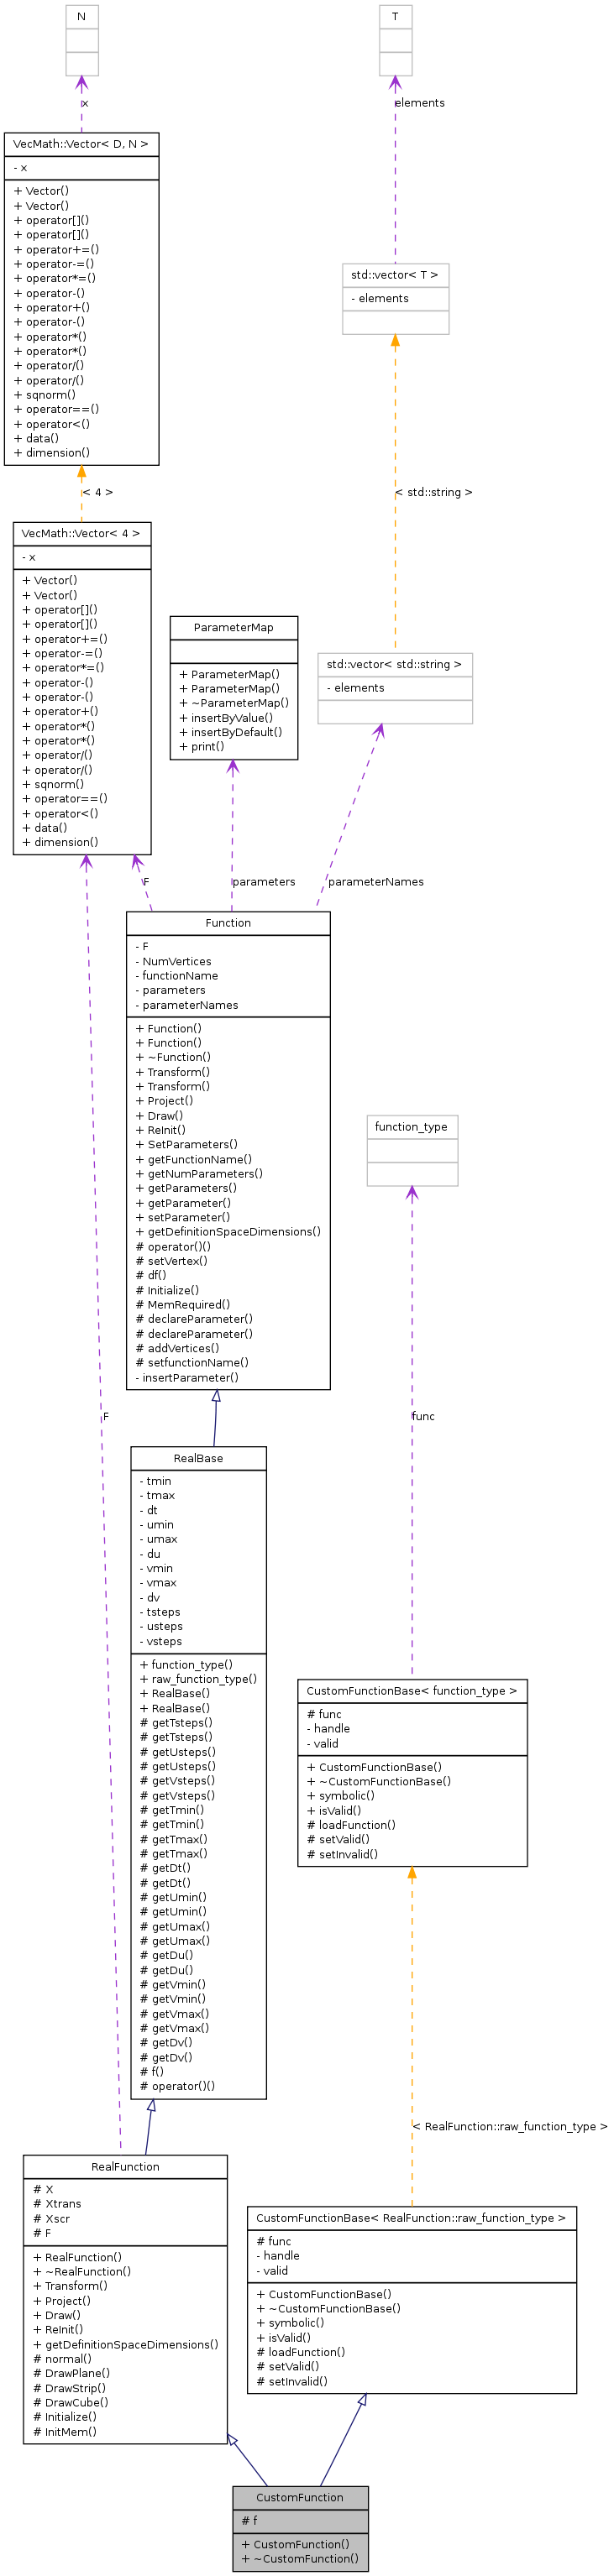 N
T
x
elements
VecMath::Vector< D, N >
- x
+ Vector()
+ Vector()
+ operator[]()
+ operator[]()
+ operator+=()
+ operator-=()
+ operator*=()
+ operator-()
+ operator+()
+ operator-()
+ operator*()
+ operator*()
+ operator/()
+ operator/()
+ sqnorm()
+ operator==()
+ operator<()
+ data()
+ dimension()
std::vector< T >
- elements
< 4 >
< std::string >
VecMath::Vector< 4 >
- x
+ Vector()
+ Vector()
+ operator[]()
+ operator[]()
+ operator+=()
+ operator-=()
+ operator*=()
+ operator-()
+ operator-()
+ operator+()
+ operator*()
+ operator*()
+ operator/()
+ operator/()
+ sqnorm()
+ operator==()
+ operator<()
+ data()
+ dimension()
ParameterMap
+ ParameterMap()
+ ParameterMap()
+ ~ParameterMap()
+ insertByValue()
+ insertByDefault()
+ print()
std::vector< std::string >
- elements
F
parameters
parameterNames
Function
- F
- NumVertices
- functionName
- parameters
- parameterNames
+ Function()
+ Function()
+ ~Function()
+ Transform()
+ Transform()
+ Project()
+ Draw()
+ ReInit()
+ SetParameters()
+ getFunctionName()
+ getNumParameters()
+ getParameters()
+ getParameter()
+ setParameter()
+ getDefinitionSpaceDimensions()
# operator()()
# setVertex()
# df()
# Initialize()
# MemRequired()
# declareParameter()
# declareParameter()
# addVertices()
# setfunctionName()
- insertParameter()
function_type
F
func
RealBase
- tmin
- tmax
- dt
- umin
- umax
- du
- vmin
- vmax
- dv
- tsteps
- usteps
- vsteps
+ function_type()
+ raw_function_type()
+ RealBase()
+ RealBase()
# getTsteps()
# getTsteps()
# getUsteps()
# getUsteps()
# getVsteps()
# getVsteps()
# getTmin()
# getTmin()
# getTmax()
# getTmax()
# getDt()
# getDt()
# getUmin()
# getUmin()
# getUmax()
# getUmax()
# getDu()
# getDu()
# getVmin()
# getVmin()
# getVmax()
# getVmax()
# getDv()
# getDv()
# f()
# operator()()
CustomFunctionBase< function_type >
# func
- handle
- valid
+ CustomFunctionBase()
+ ~CustomFunctionBase()
+ symbolic()
+ isValid()
# loadFunction()
# setValid()
# setInvalid()
< RealFunction::raw_function_type >
RealFunction
# X
# Xtrans
# Xscr
# F
+ RealFunction()
+ ~RealFunction()
+ Transform()
+ Project()
+ Draw()
+ ReInit()
+ getDefinitionSpaceDimensions()
# normal()
# DrawPlane()
# DrawStrip()
# DrawCube()
# Initialize()
# InitMem()
CustomFunctionBase< RealFunction::raw_function_type >
# func
- handle
- valid
+ CustomFunctionBase()
+ ~CustomFunctionBase()
+ symbolic()
+ isValid()
# loadFunction()
# setValid()
# setInvalid()
CustomFunction
# f
+ CustomFunction()
+ ~CustomFunction()